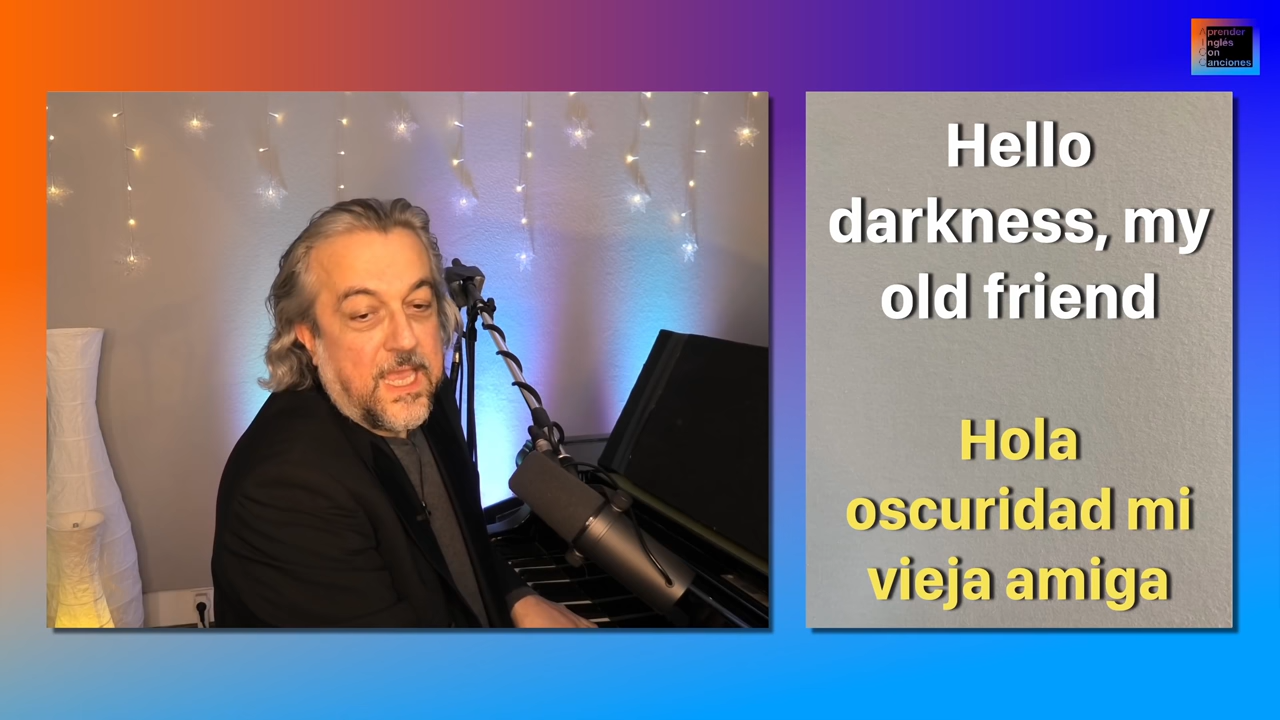 Aprender
Inglés
Con
Canciones
Hello
darkness, my
old friend
Hola
oscuridad mi
vieja amiga